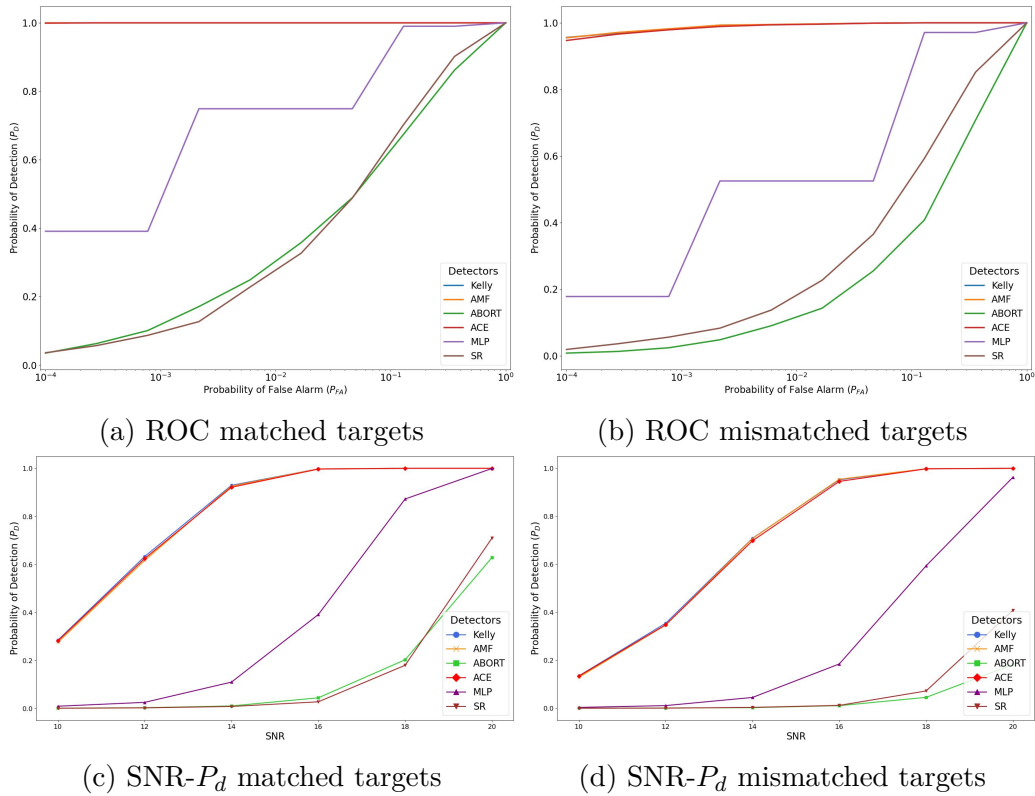 1.0
0.8
0.6
0.4
0.2
0.0
Probability of Detection (P_D)
Detectors
Kelly
AMF
ABORT
ACE
MLP
SR
10⁻⁴ 10⁻³ 10⁻² 10⁻¹ 10⁰
Probability of False Alarm (P_FA)
(a) ROC matched targets
1.0
0.8
0.6
0.4
0.2
0.0
Probability of Detection (P_D)
Detectors
Kelly
AMF
ABORT
ACE
MLP
SR
10⁻⁴ 10⁻³ 10⁻² 10⁻¹ 10⁰
Probability of False Alarm (P_FA)
(b) ROC mismatched targets
1.0
0.8
0.6
0.4
0.2
0.0
Probability of Detection (P_D)
Detectors
Kelly
AMF
ABORT
ACE
MLP
SR
10 12 14 16 18 20
SNR
(c) SNR-P_d matched targets
1.0
0.8
0.6
0.4
0.2
0.0
Probability of Detection (P_D)
Detectors
Kelly
AMF
ABORT
ACE
MLP
SR
10 12 14 16 18 20
SNR
(d) SNR-P_d mismatched targets